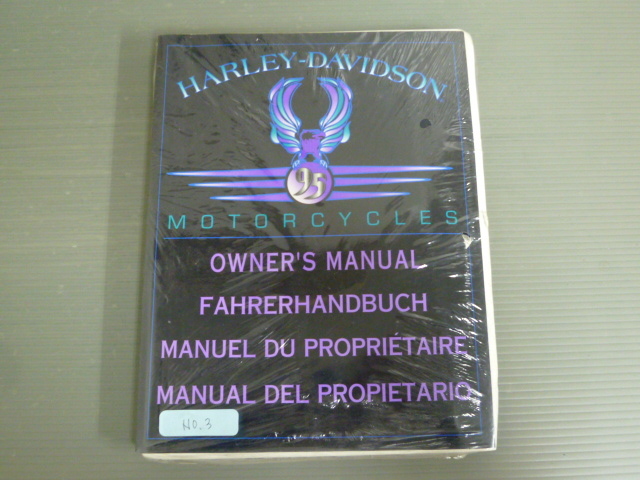 HARLEY-DAVIDSON
95
MOTORCYCLES
OWNER'S MANUAL
FAHRERHANDBUCH
MANUEL DU PROPRIÉTAIRE
MANUAL DEL PROPIETARIO
NO.3